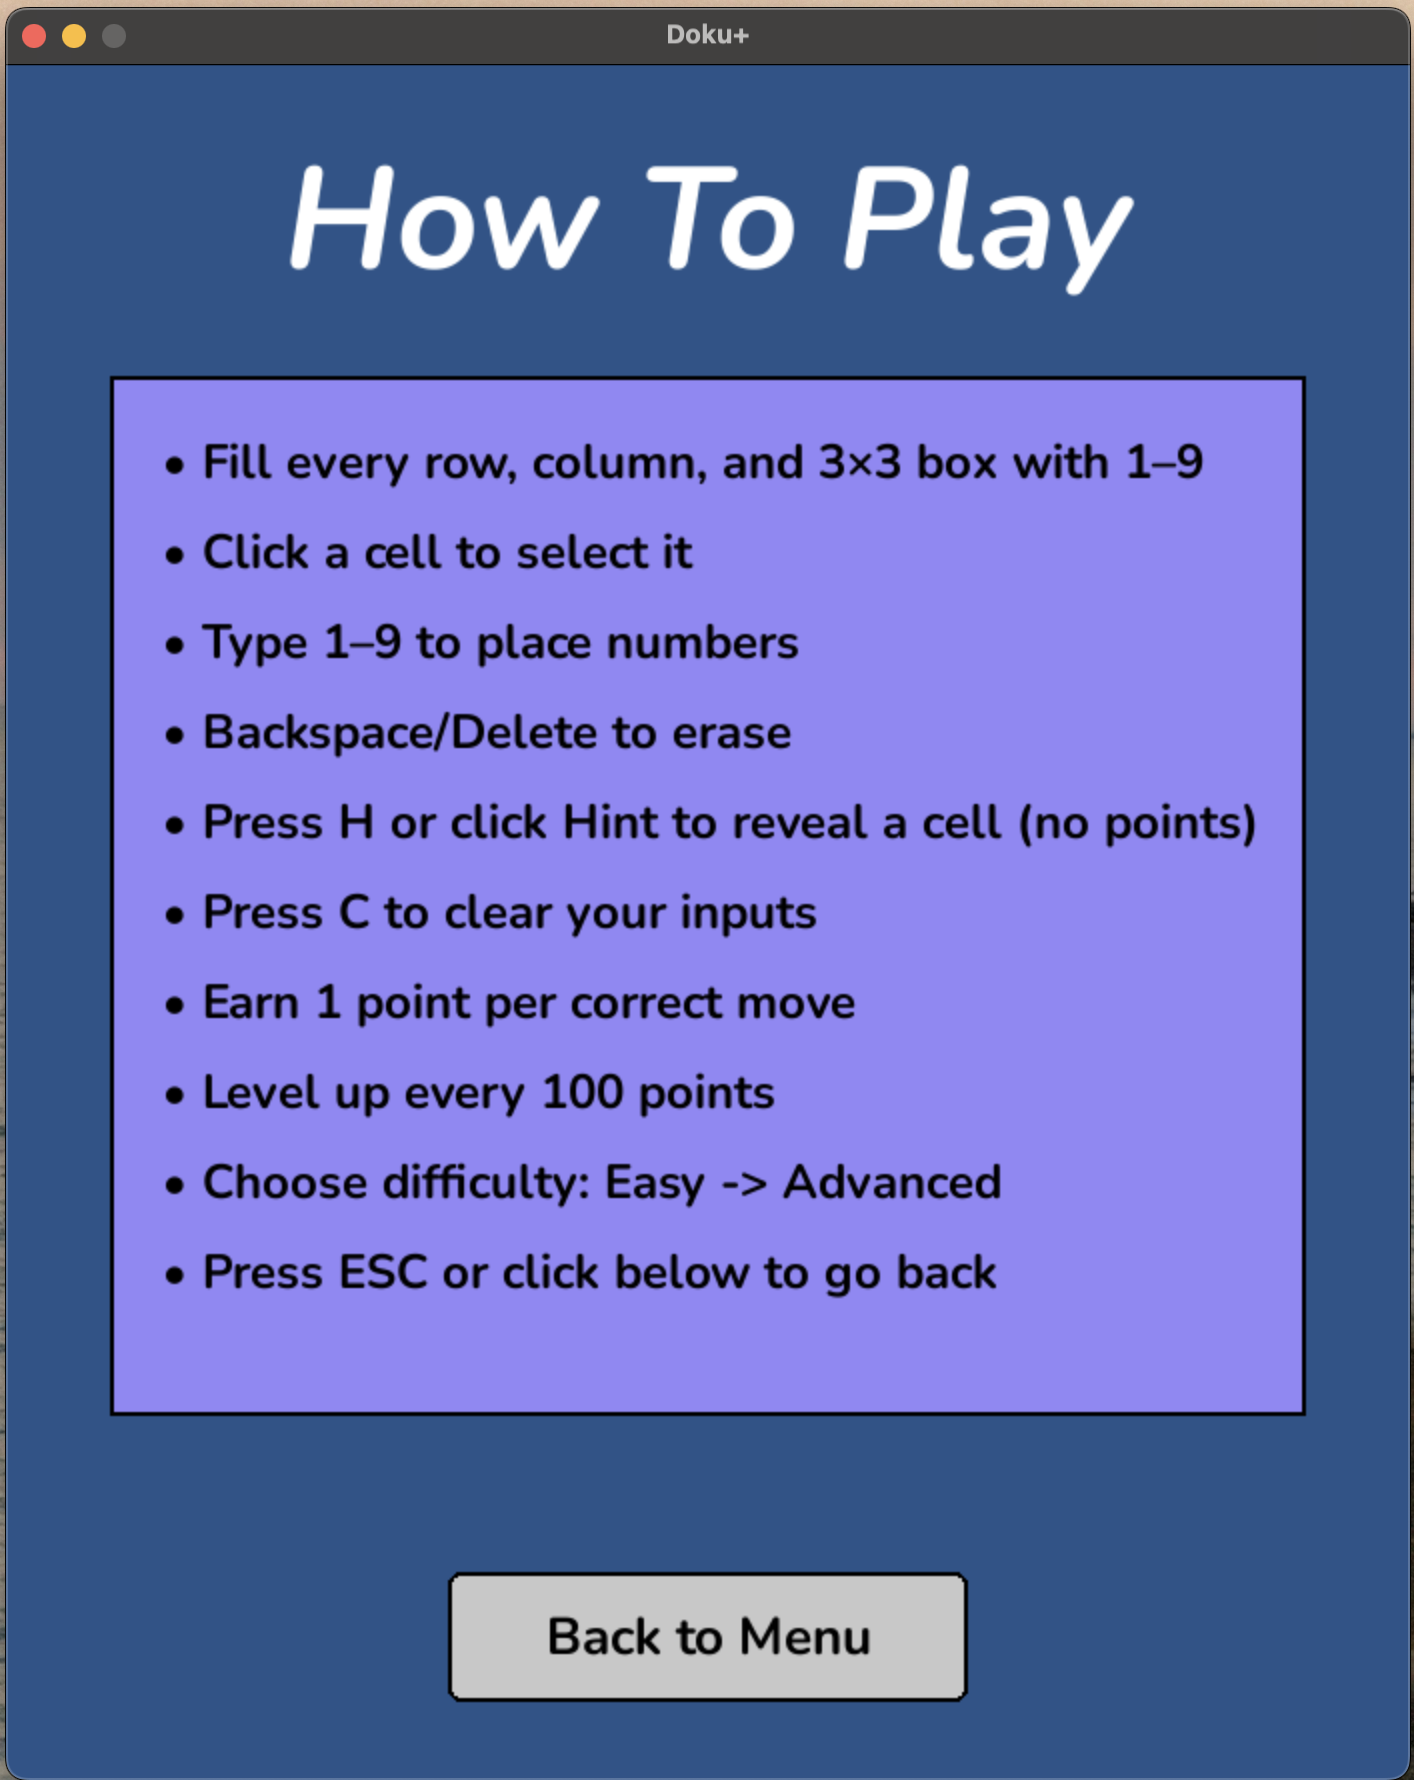 Doku+
How To Play
• Fill every row, column, and 3×3 box with 1–9
• Click a cell to select it
• Type 1–9 to place numbers
• Backspace/Delete to erase
• Press H or click Hint to reveal a cell (no points)
• Press C to clear your inputs
• Earn 1 point per correct move
• Level up every 100 points
• Choose difficulty: Easy -> Advanced
• Press ESC or click below to go back
Back to Menu